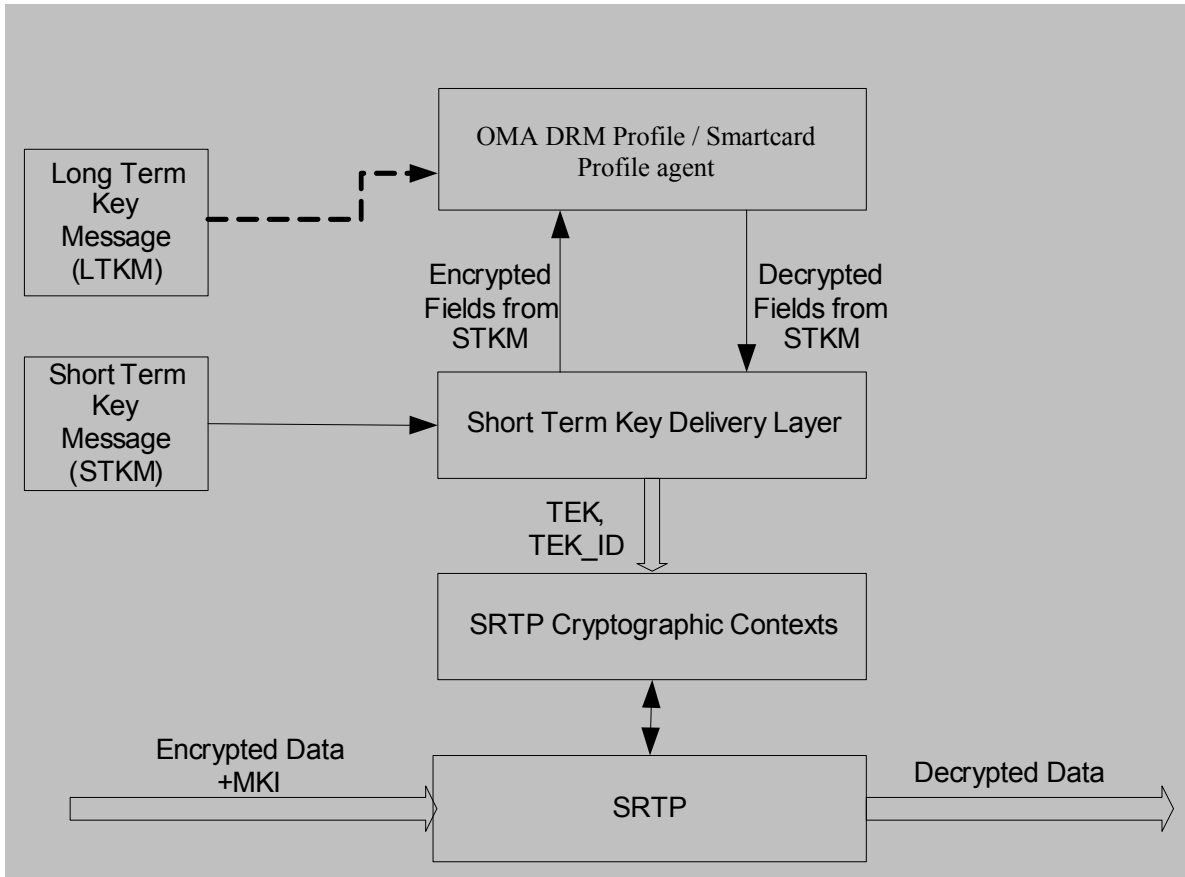 OMA DRM Profile / Smartcard
Profile agent
Long Term
Key
Message
(LTKM)
Encrypted
Fields from
STKM
Decrypted
Fields from
STKM
Short Term
Key
Message
(STKM)
Short Term Key Delivery Layer
TEK,
TEK_ID
SRTP Cryptographic Contexts
Encrypted Data
+MKI
SRTP
Decrypted Data